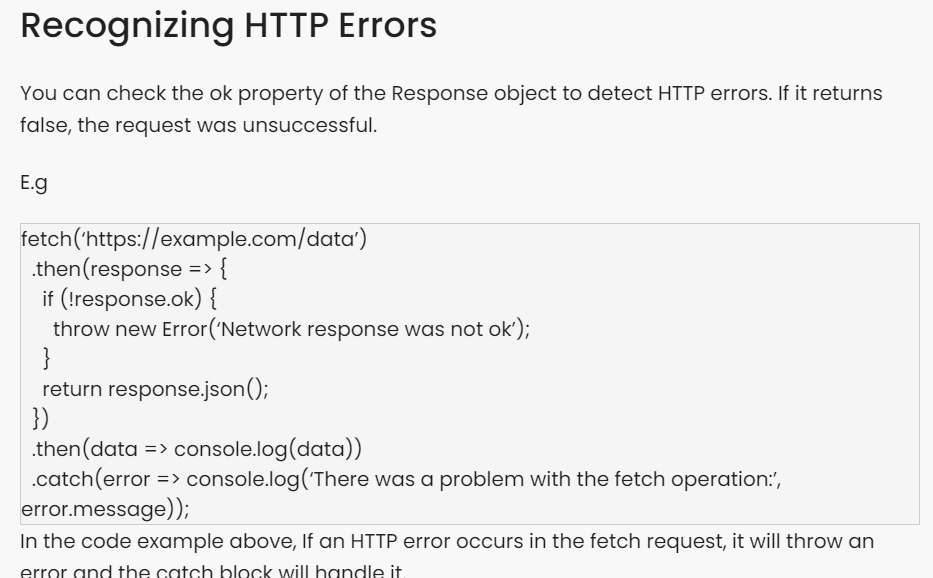 Recognizing HTTP Errors
You can check the ok property of the Response object to detect HTTP errors. If it returns
false, the request was unsuccessful.
E.g
fetch(‘https://example.com/data’)
.then(response => {
if (!response.ok) {
throw new Error(‘Network response was not ok’);
}
return response.json();
})
.then(data => console.log(data))
.catch(error => console.log(‘There was a problem with the fetch operation:’,
error.message));
In the code example above, If an HTTP error occurs in the fetch request, it will throw an
error and the catch block will handle it.